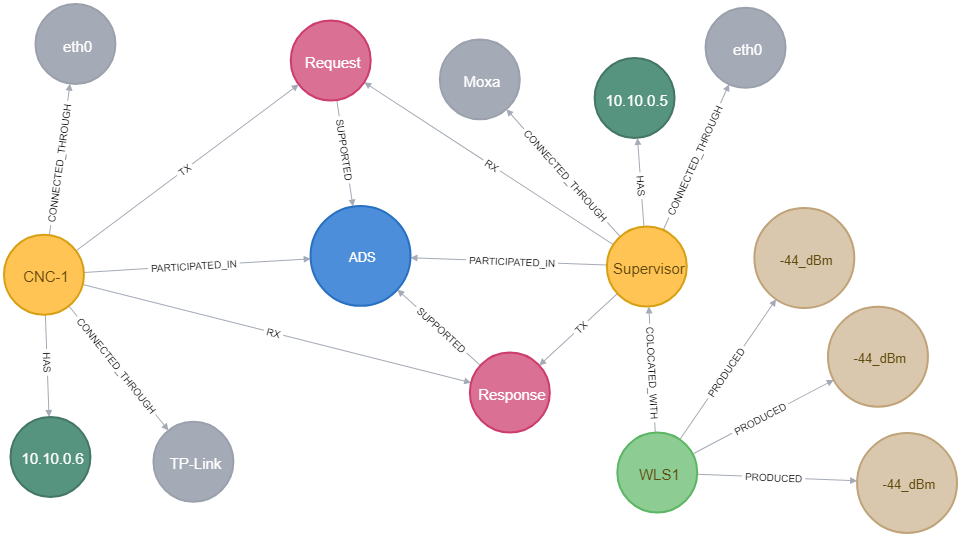 eth0
Request
Moxa
eth0
10.10.0.5
CONNECTED_THROUGH
TX
SUPPORTED
RX
CONNECTED_THROUGH
HAS
CONNECTED_THROUGH
CNC-1
PARTICIPATED_IN
ADS
PARTICIPATED_IN
Supervisor
-44_dBm
HAS
CONNECTED_THROUGH
RX
SUPPORTED
TX
COLOCATED_WITH
PRODUCED
-44_dBm
Response
PRODUCED
10.10.0.6
TP-Link
WLS1
PRODUCED
-44_dBm